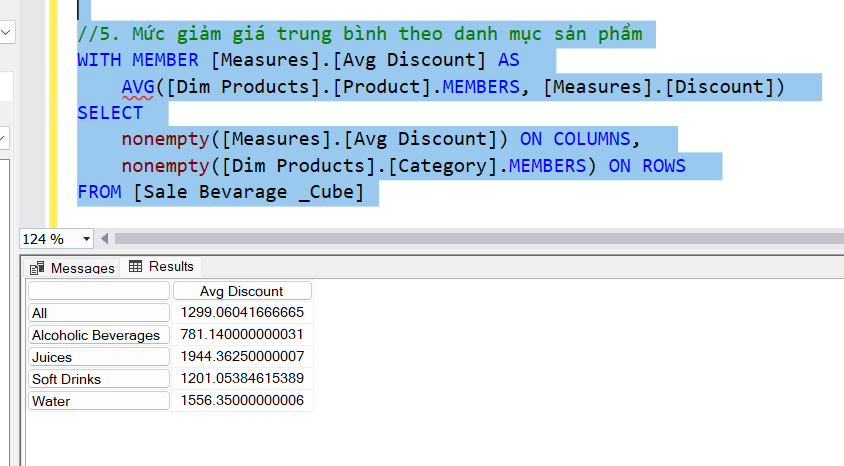 //5. Mức giảm giá trung bình theo danh mục sản phẩm
WITH MEMBER [Measures].[Avg Discount] AS
AVG([Dim Products].[Product].MEMBERS, [Measures].[Discount])
SELECT
nonempty([Measures].[Avg Discount]) ON COLUMNS,
nonempty([Dim Products].[Category].MEMBERS) ON ROWS
FROM [Sale Bevarage _Cube]
124 %
Messages Results
Avg Discount
All 1299.06041666665
Alcoholic Beverages 781.140000000031
Juices 1944.36250000007
Soft Drinks 1201.05384615389
Water 1556.35000000006